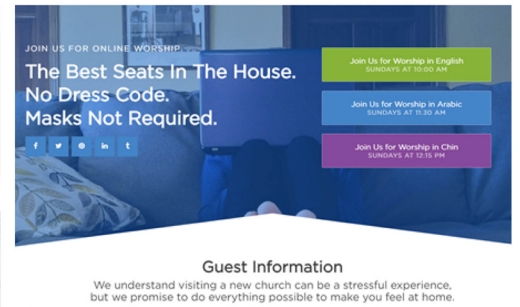 JOIN US FOR ONLINE WORSHIP
The Best Seats In The House.
No Dress Code.
Masks Not Required.
f
in
t
Join Us for Worship in English
SUNDAYS AT 10:00 AM
Join Us for Worship in Arabic
SUNDAYS AT 11:30 AM
Join Us for Worship in Chin
SUNDAYS AT 12:15 PM
Guest Information
We understand visiting a new church can be a stressful experience,
but we promise to do everything possible to make you feel at home.